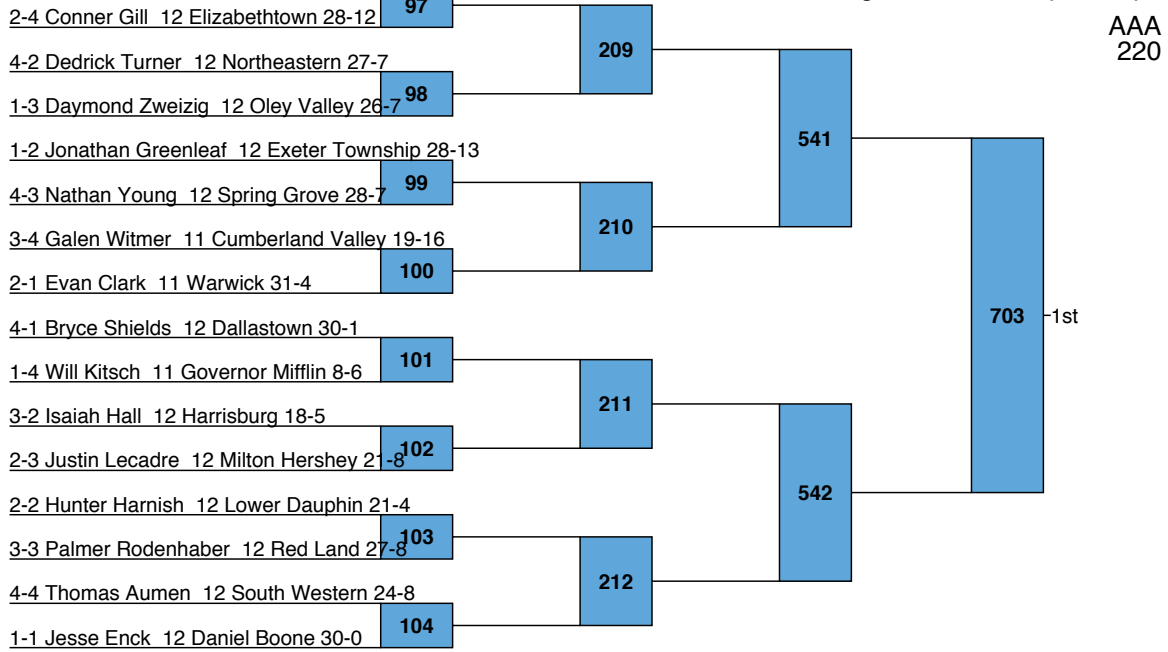 97
2-4 Conner Gill 12 Elizabethtown 28-12
AAA
220
209
4-2 Dedrick Turner 12 Northeastern 27-7
98
1-3 Daymond Zweizig 12 Oley Valley 26-7
541
1-2 Jonathan Greenleaf 12 Exeter Township 28-13
99
4-3 Nathan Young 12 Spring Grove 28-7
210
3-4 Galen Witmer 11 Cumberland Valley 19-16
100
2-1 Evan Clark 11 Warwick 31-4
703
1st
4-1 Bryce Shields 12 Dallastown 30-1
101
1-4 Will Kitsch 11 Governor Mifflin 8-6
211
3-2 Isaiah Hall 12 Harrisburg 18-5
102
2-3 Justin Lecadre 12 Milton Hershey 21-8
542
2-2 Hunter Harnish 12 Lower Dauphin 21-4
103
3-3 Palmer Rodenhaber 12 Red Land 27-8
212
4-4 Thomas Aumen 12 South Western 24-8
104
1-1 Jesse Enck 12 Daniel Boone 30-0